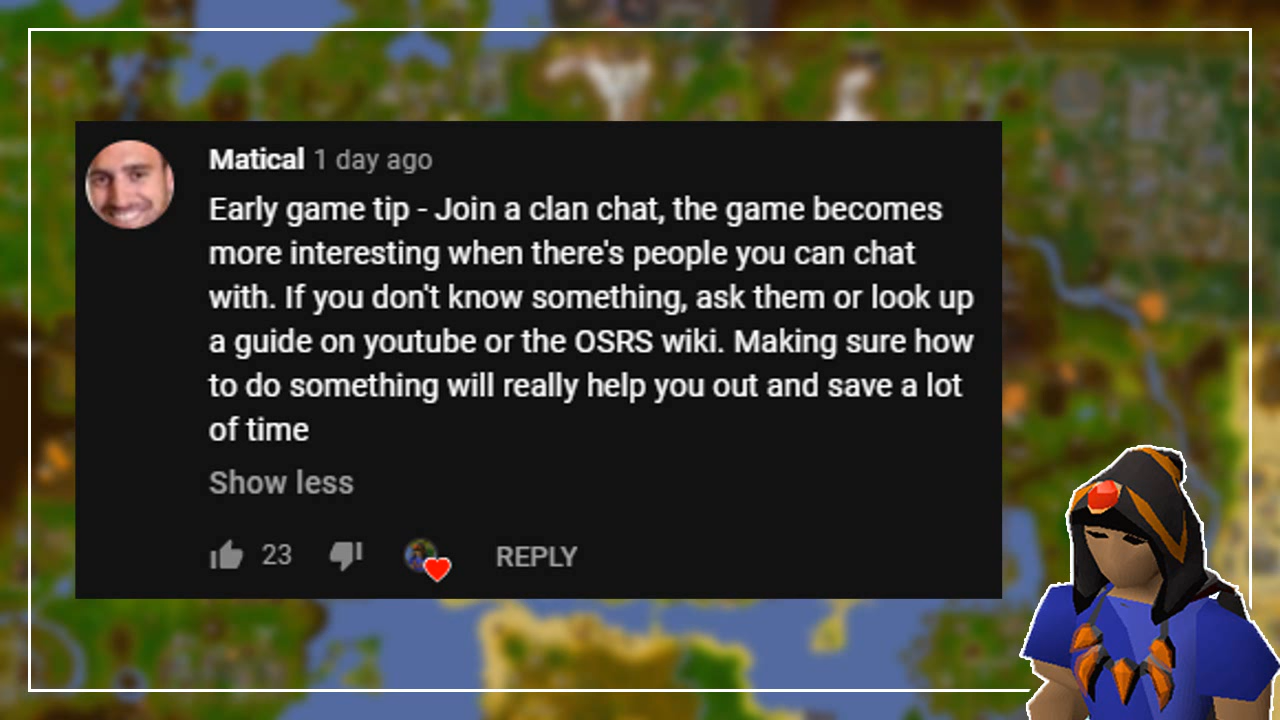 Matical 1 day ago
Early game tip - Join a clan chat, the game becomes
more interesting when there's people you can chat
with. If you don't know something, ask them or look up
a guide on youtube or the OSRS wiki. Making sure how
to do something will really help you out and save a lot
of time
Show less
23 REPLY